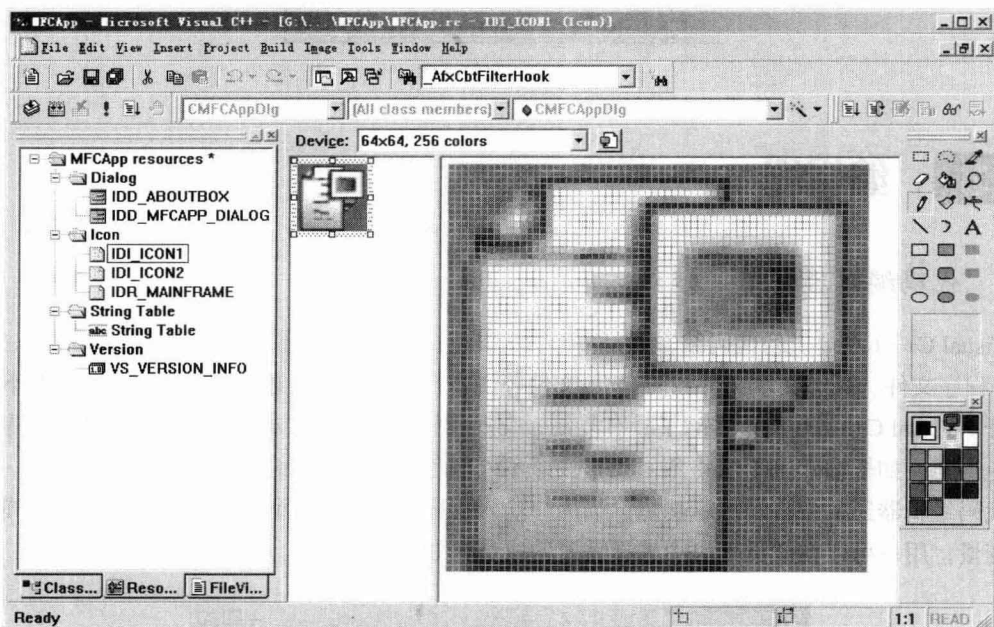 MFCApp - Microsoft Visual C++ - [G:\...\MFCApp\MFCApp.rc - IDI_ICON1 (Icon)]
File Edit View Insert Project Build Image Tools Window Help
_AfxCbtFilterHook
CMFCAppDlg
[All class members]
CMFCAppDlg
MFCApp resources *
Dialog
IDD_ABOUTBOX
IDD_MFCAPP_DIALOG
Icon
IDI_ICON1
IDI_ICON2
IDR_MAINFRAME
String Table
abc String Table
Version
VS_VERSION_INFO
Class...
Reso...
FileVi...
Device: 64x64, 256 colors
A
Ready
1:1
READ